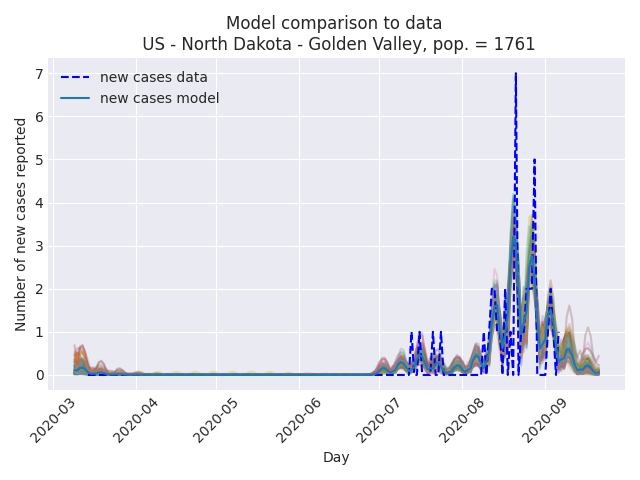 Model comparison to data
US - North Dakota - Golden Valley, pop. = 1761
new cases data
new cases model
Number of new cases reported
7
6
5
4
3
2
1
0
2020-03
2020-04
2020-05
2020-06
2020-07
2020-08
2020-09
Day